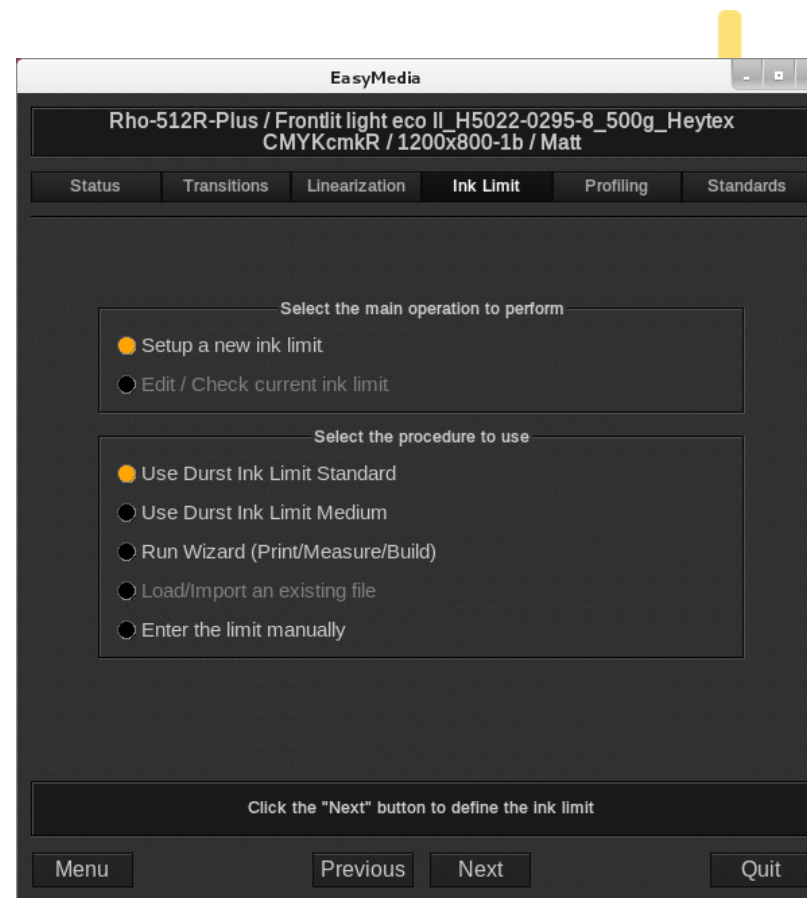 EasyMedia
Rho-512R-Plus / Frontlit light eco II_H5022-0295-8_500g_Heytex
CMYKcmkR / 1200x800-1b / Matt
Status Transitions Linearization Ink Limit Profiling Standards
Select the main operation to perform
Setup a new ink limit
Edit / Check current ink limit
Select the procedure to use
Use Durst Ink Limit Standard
Use Durst Ink Limit Medium
Run Wizard (Print/Measure/Build)
Load/Import an existing file
Enter the limit manually
Click the "Next" button to define the ink limit
Menu Previous Next Quit